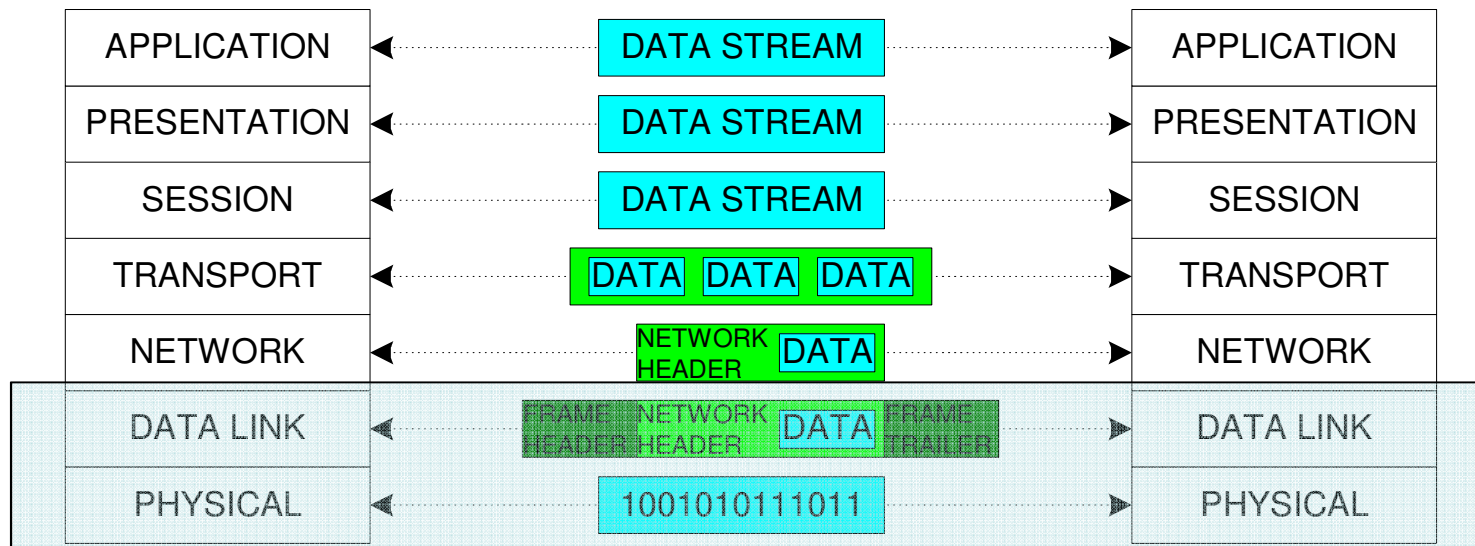 APPLICATION DATA STREAM APPLICATION
PRESENTATION DATA STREAM PRESENTATION
SESSION DATA STREAM SESSION
TRANSPORT DATA DATA DATA TRANSPORT
NETWORK NETWORK HEADER DATA NETWORK
DATA LINK FRAME HEADER NETWORK HEADER DATA FRAME TRAILER DATA LINK
PHYSICAL 1001010111011 PHYSICAL